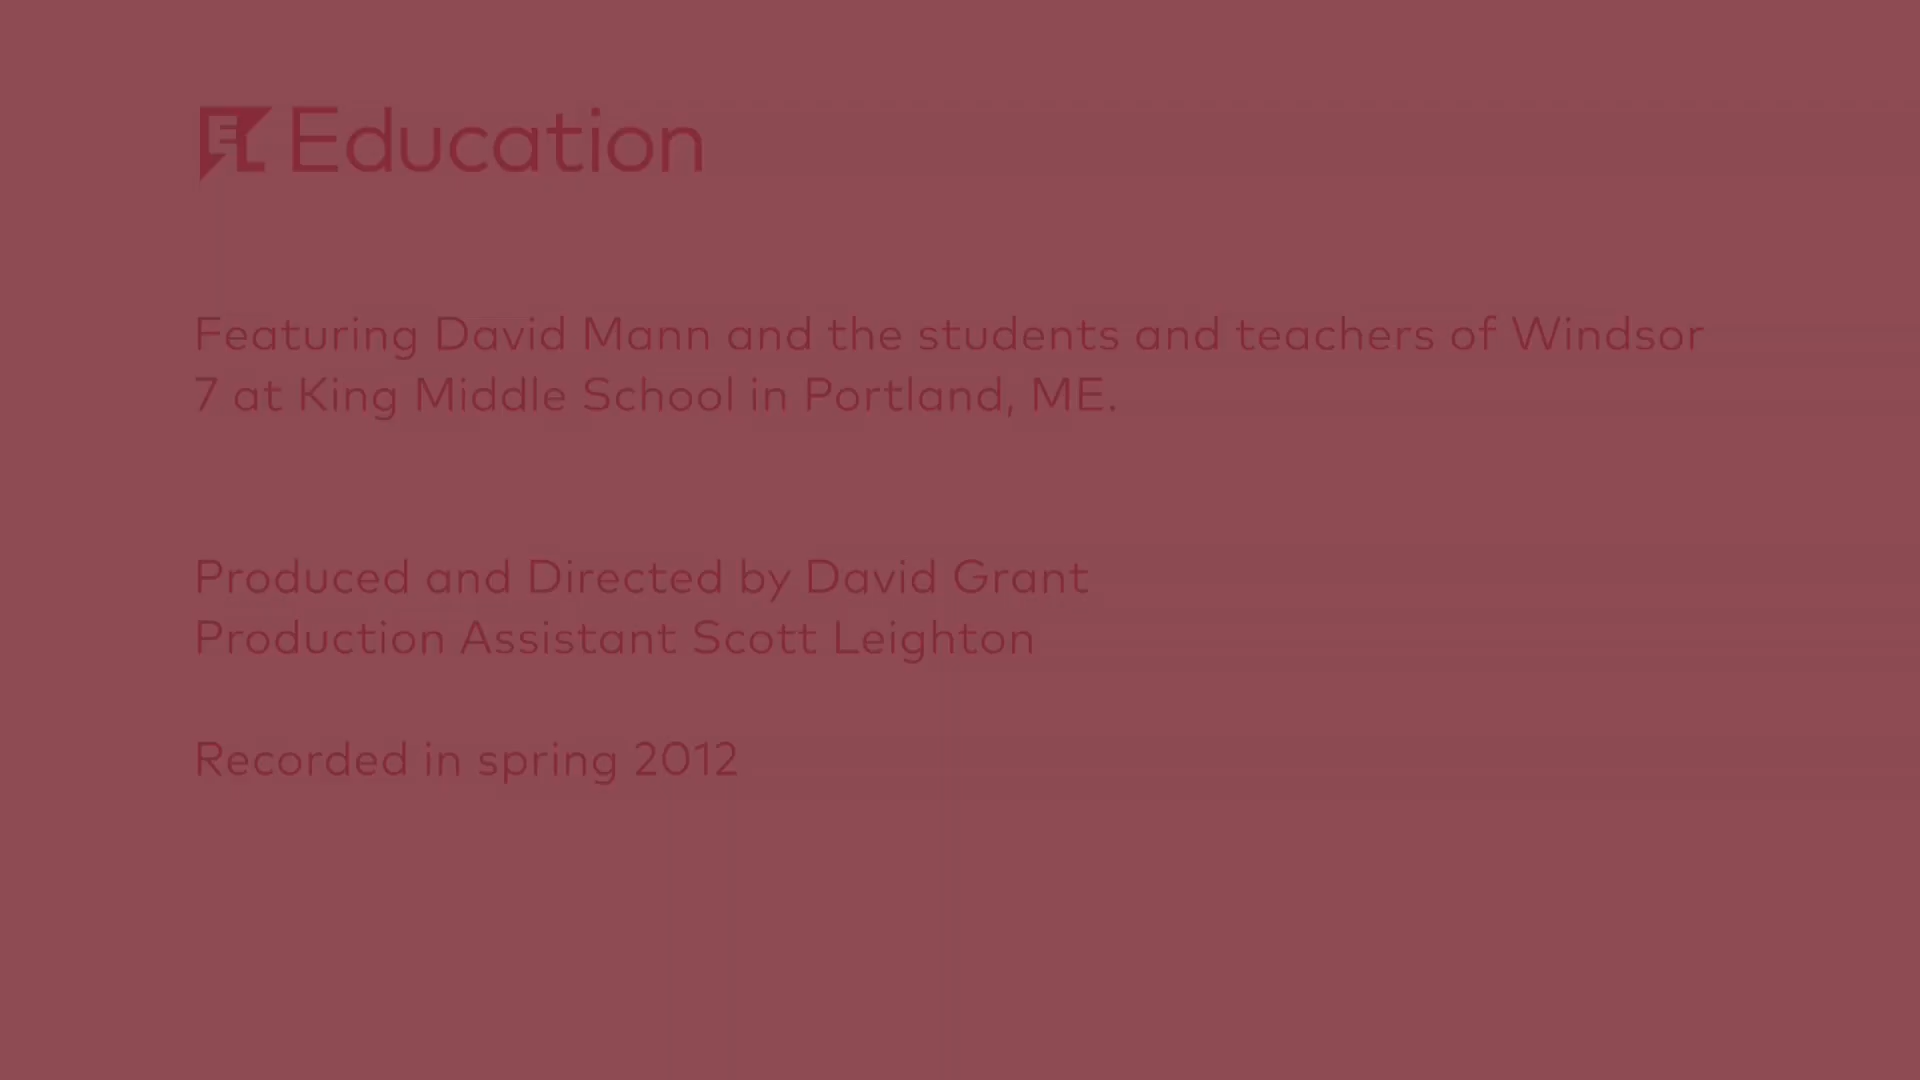 EL Education
Featuring David Mann and the students and teachers of Windsor
7 at King Middle School in Portland, ME.
Produced and Directed by David Grant
Production Assistant Scott Leighton
Recorded in spring 2012